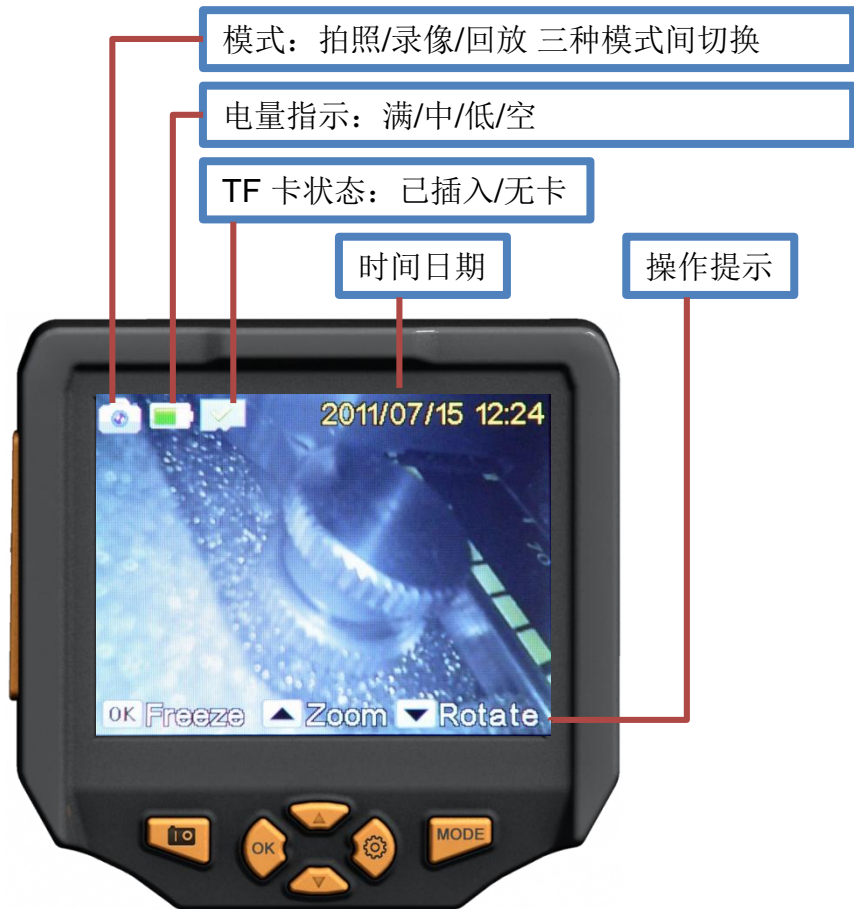 模式：拍照/录像/回放 三种模式间切换
电量指示：满/中/低/空
TF 卡状态：已插入/无卡
时间日期
操作提示
2011/07/15 12:24
OK Freeze ▲ Zoom ▼ Rotate
OK
MODE